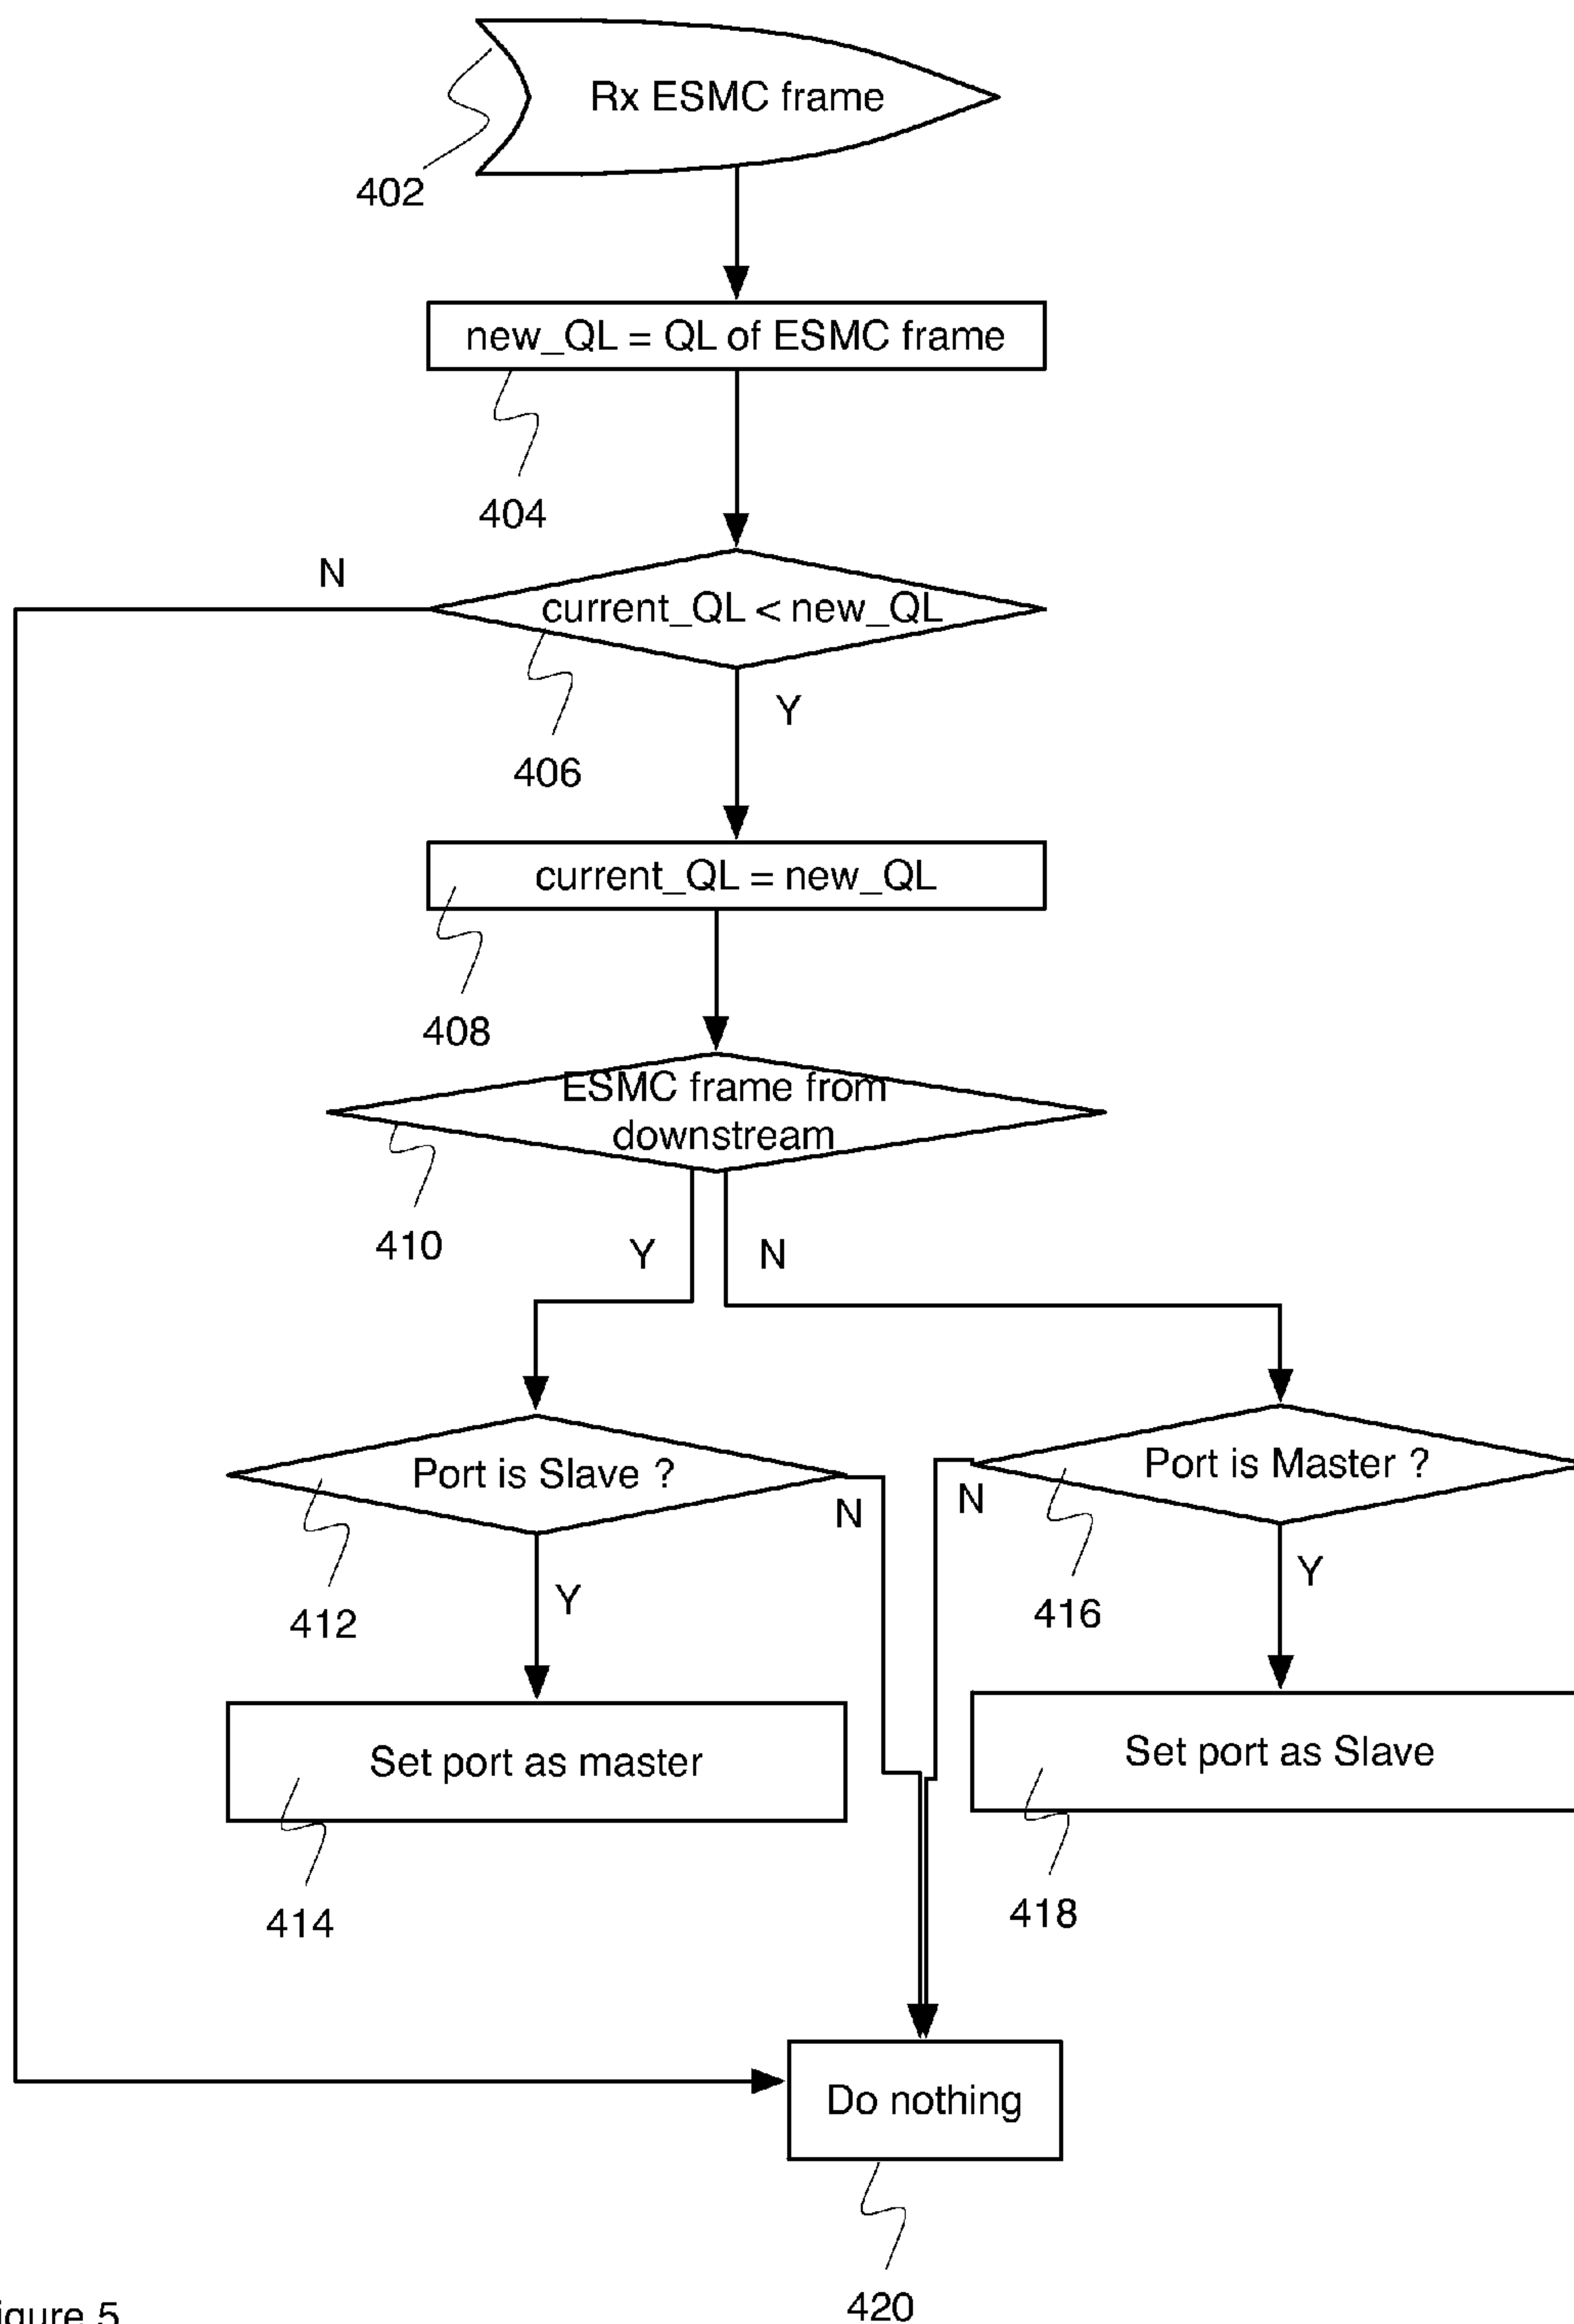 Rx ESMC frame
402
new_QL = QL of ESMC frame
404
N
current_QL < new_QL
Y
406
current_QL = new_QL
408
ESMC frame from
downstream
410
Y
N
Port is Slave ?
Port is Master ?
N
N
Y
Y
412
416
Set port as master
Set port as Slave
414
418
Do nothing
420
igure 5